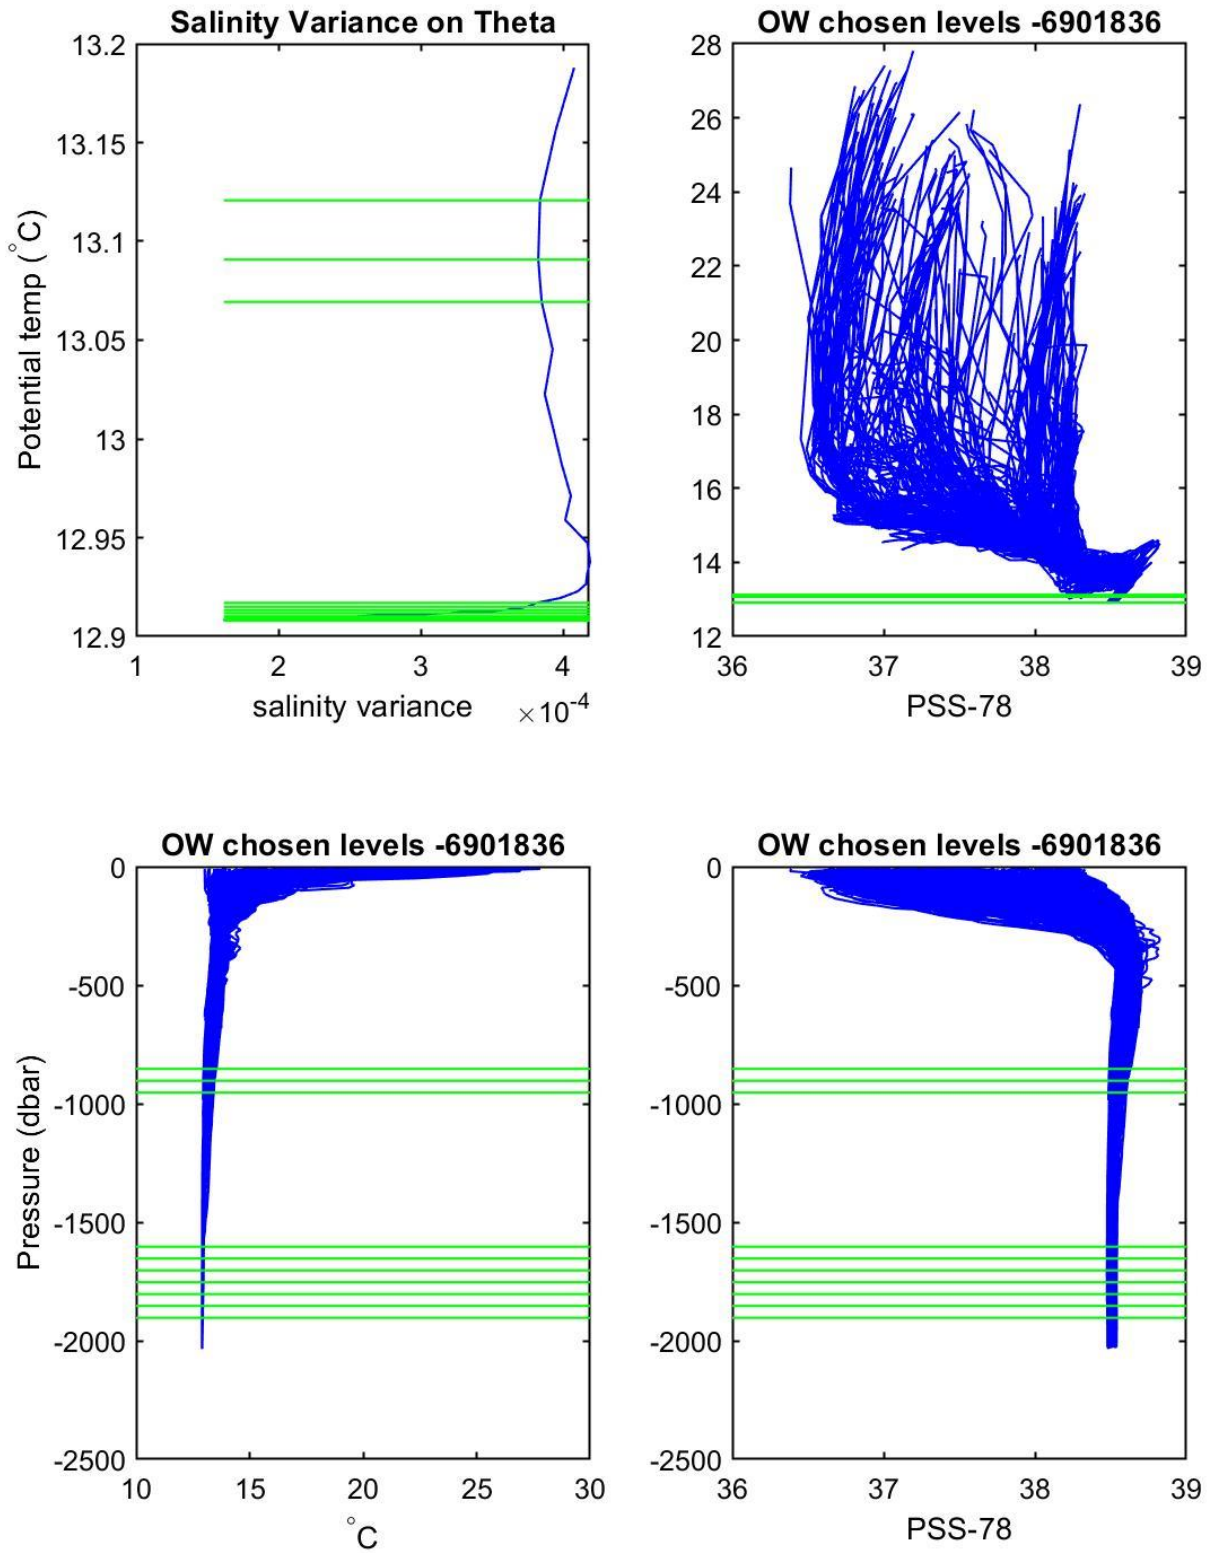 Salinity Variance on Theta
13.2
13.15
13.1
13.05
13
12.95
12.9
Potential temp (°C)
1 2 3 4
salinity variance ×10-4
OW chosen levels -6901836
28
26
24
22
20
18
16
14
12
36 37 38 39
PSS-78
OW chosen levels -6901836
0
-500
-1000
-1500
-2000
-2500
Pressure (dbar)
10 15 20 25 30
°C
OW chosen levels -6901836
0
-500
-1000
-1500
-2000
-2500
36 37 38 39
PSS-78